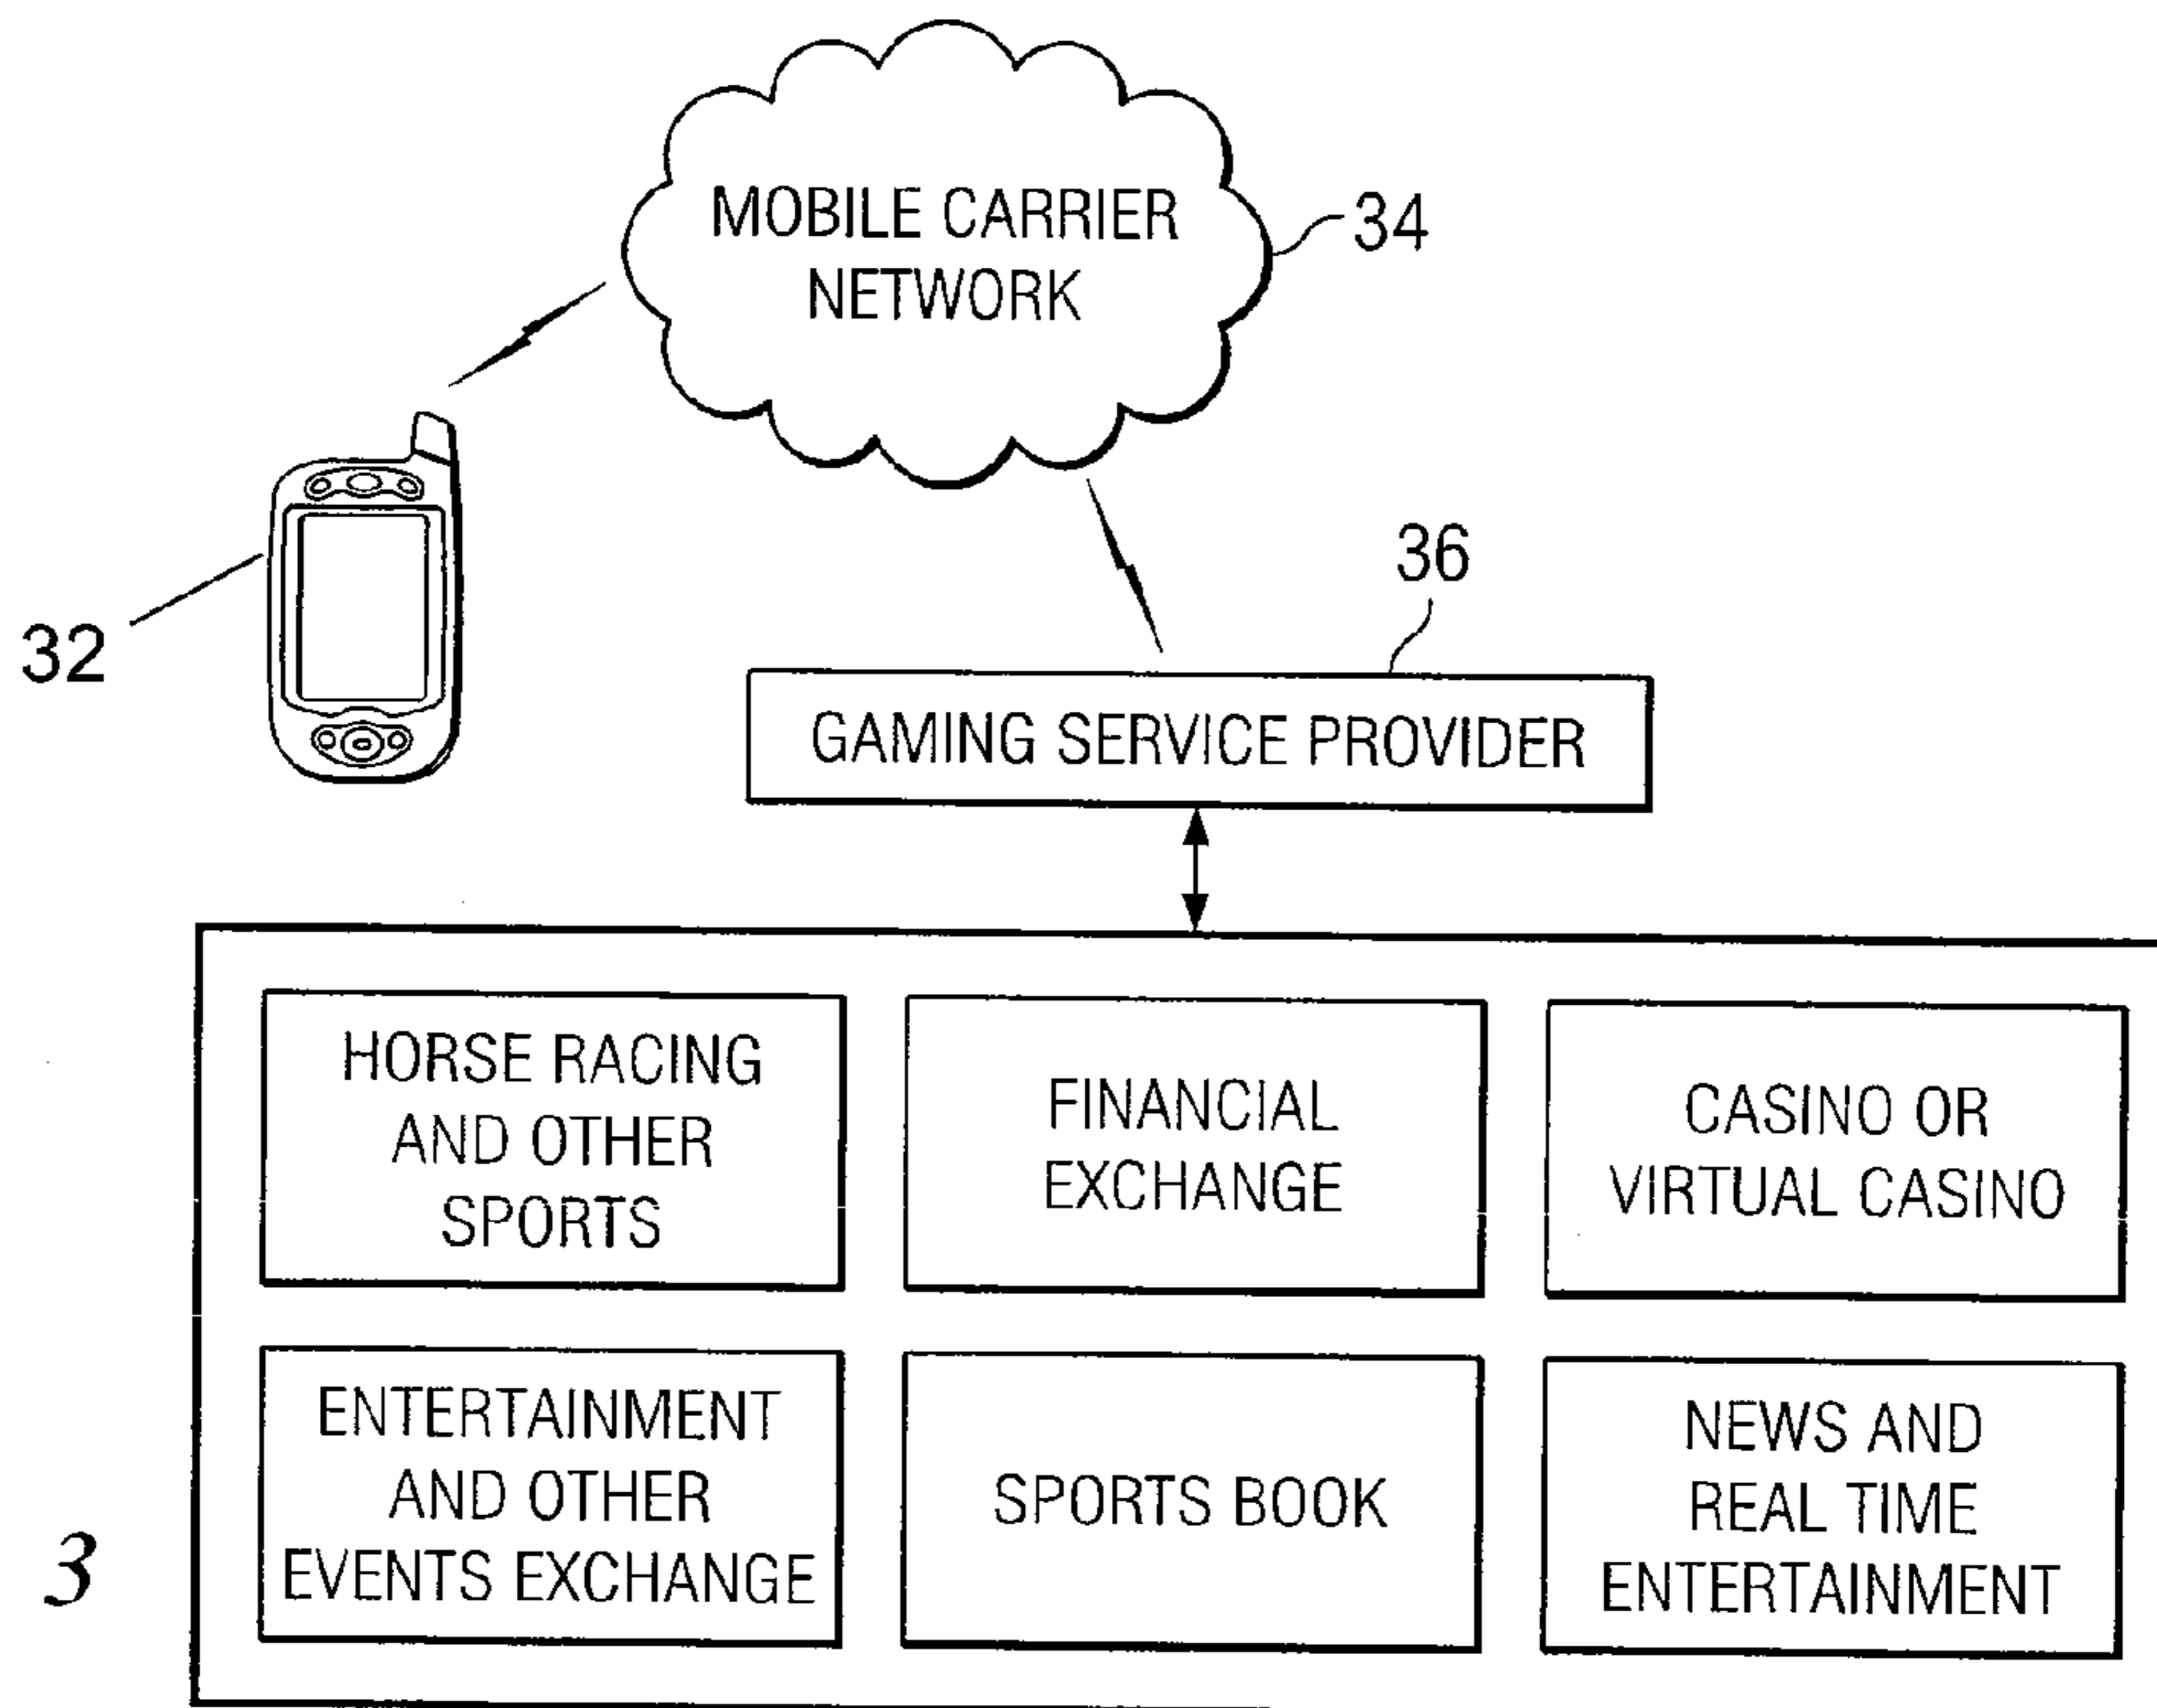 MOBILE CARRIER
NETWORK
34
32
36
GAMING SERVICE PROVIDER
HORSE RACING
AND OTHER
SPORTS
FINANCIAL
EXCHANGE
CASINO OR
VIRTUAL CASINO
ENTERTAINMENT
AND OTHER
EVENTS EXCHANGE
SPORTS BOOK
NEWS AND
REAL TIME
ENTERTAINMENT
3